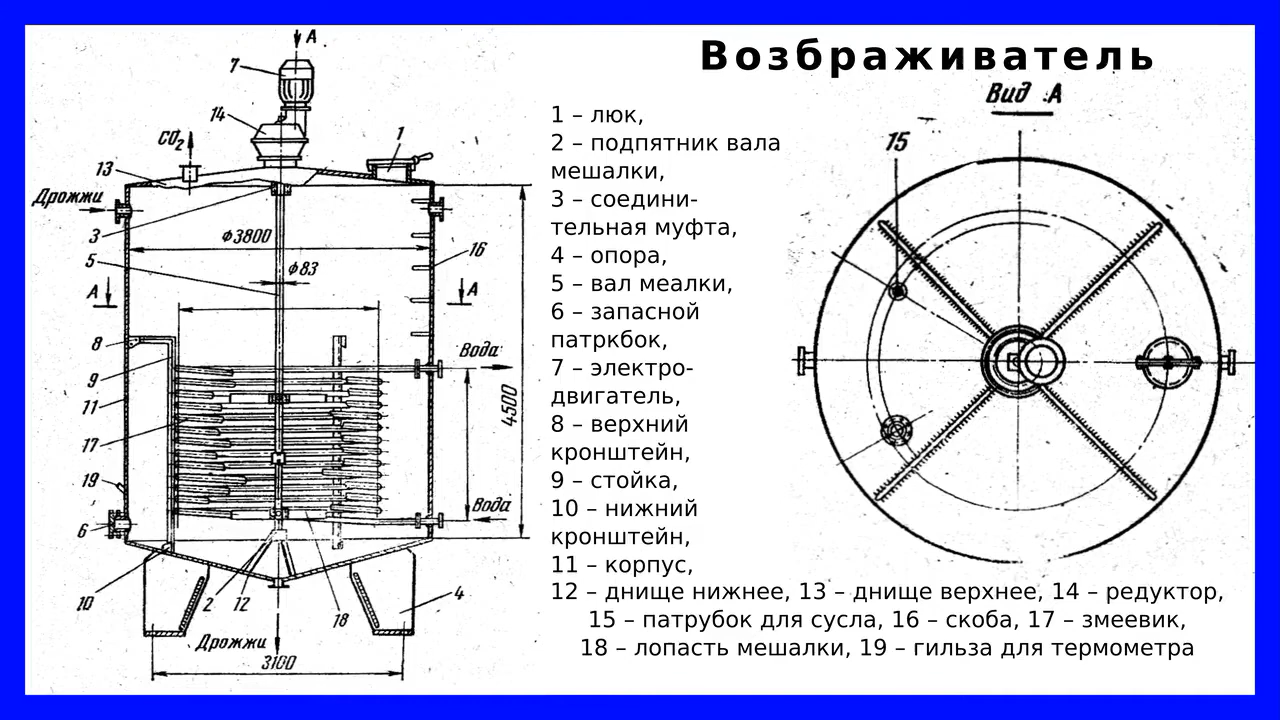 Возбраживатель
1 – люк,
2 – подпятник вала
мешалки,
3 – соедини-
тельная муфта,
4 – опора,
5 – вал меалки,
6 – запасной
патркбок,
7 – электро-
двигатель,
8 – верхний
кронштейн,
9 – стойка,
10 – нижний
кронштейн,
11 – корпус,
12 – днище нижнее, 13 – днище верхнее, 14 – редуктор,
15 – патрубок для сусла, 16 – скоба, 17 – змеевик,
18 – лопасть мешалки, 19 – гильза для термометра
А
7
14
CO2
1
13
Дрожжи
3
Ф3800
16
5
Ф83
А
А
8
Вода
9
11
4500
17
19
Вода
6
10
2
12
18
4
Дрожжи
3100
Вид А
15